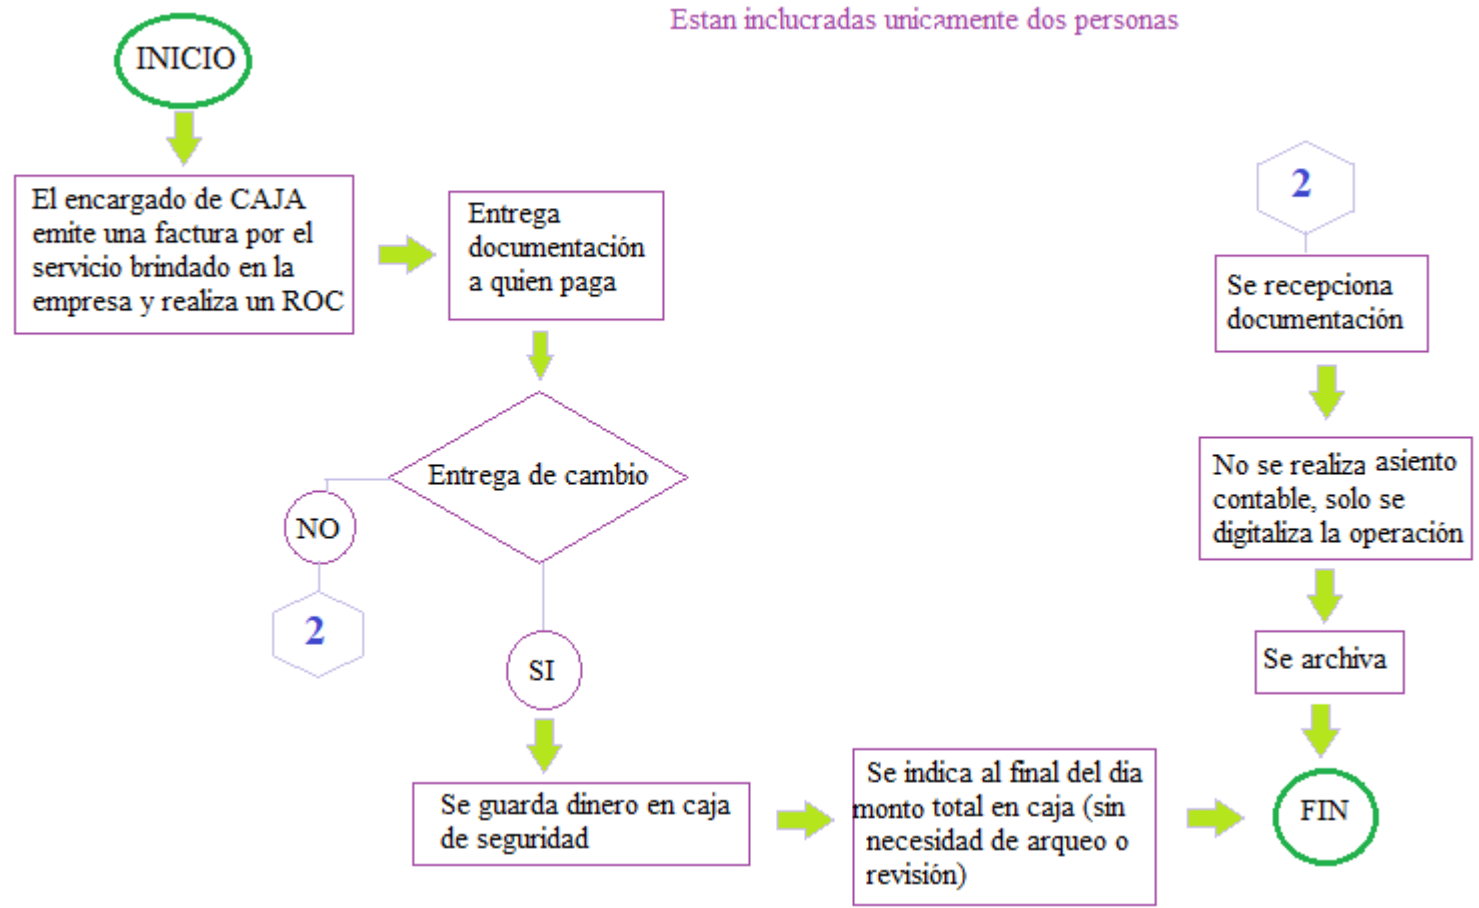 Estan inclucradas unicamente dos personas
INICIO
El encargado de CAJA
emite una factura por el
servicio brindado en la
empresa y realiza un ROC
Entrega
documentación
a quien paga
Entrega de cambio
NO
2
SI
Se guarda dinero en caja
de seguridad
Se indica al final del dia
monto total en caja (sin
necesidad de arqueo o
revisión)
2
Se recepciona
documentación
No se realiza asiento
contable, solo se
digitaliza la operación
Se archiva
FIN